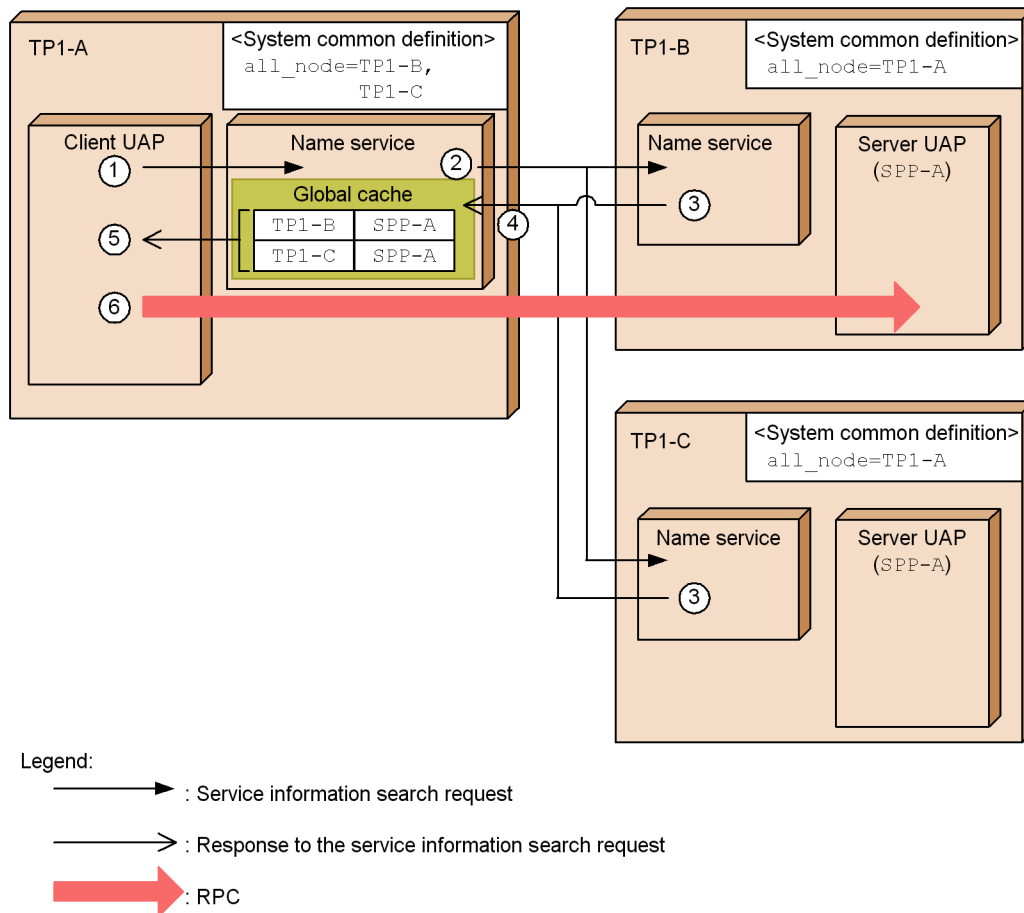 TP1-A
<System common definition>
all_node=TP1-B,
TP1-C
Client UAP
Name service
1
2
Global cache
TP1-B SPP-A
TP1-C SPP-A
4
5
6
TP1-B
<System common definition>
all_node=TP1-A
Name service
3
Server UAP
(SPP-A)
TP1-C
<System common definition>
all_node=TP1-A
Name service
3
Server UAP
(SPP-A)
Legend:
: Service information search request
: Response to the service information search request
: RPC